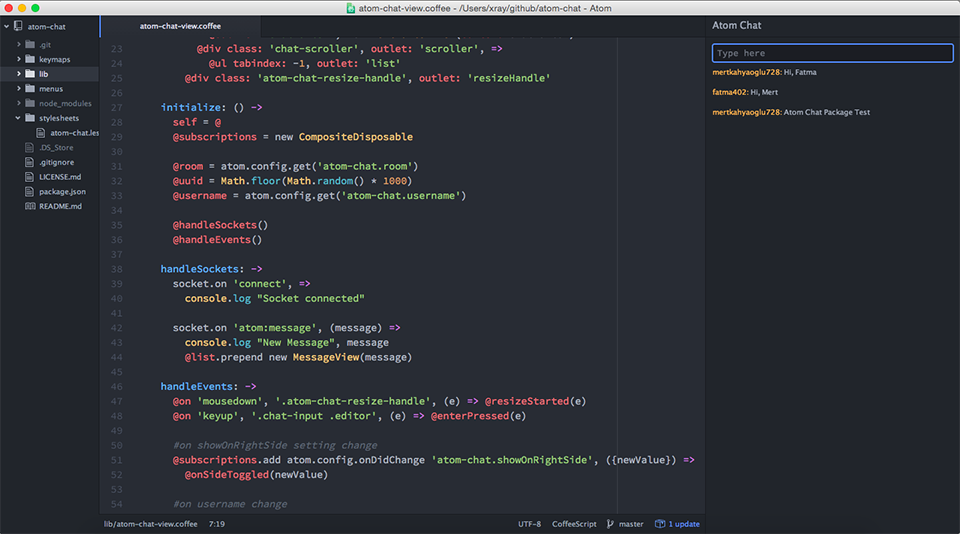 atom-chat-view.coffee - /Users/xray/github/atom-chat - Atom
atom-chat
.git
keymaps
lib
menus
node_modules
stylesheets
atom-chat.les
.DS_Store
.gitignore
LICENSE.md
package.json
README.md
atom-chat-view.coffee
23 @div class: 'chat-scroller', outlet: 'scroller', =>
24 @ul tabindex: -1, outlet: 'list'
25 @div class: 'atom-chat-resize-handle', outlet: 'resizeHandle'
26
27 initialize: () ->
28 self = @
29 @subscriptions = new CompositeDisposable
30
31 @room = atom.config.get('atom-chat.room')
32 @uuid = Math.floor(Math.random() * 1000)
33 @username = atom.config.get('atom-chat.username')
34
35 @handleSockets()
36 @handleEvents()
37
38 handleSockets: ->
39 socket.on 'connect', =>
40 console.log "Socket connected"
41
42 socket.on 'atom:message', (message) =>
43 console.log "New Message", message
44 @list.prepend new MessageView(message)
45
46 handleEvents: ->
47 @on 'mousedown', '.atom-chat-resize-handle', (e) => @resizeStarted(e)
48 @on 'keyup', '.chat-input .editor', (e) => @enterPressed(e)
49
50 #on showOnRightSide setting change
51 @subscriptions.add atom.config.onDidChange 'atom-chat.showOnRightSide', ({newValue}) =>
52 @onSideToggled(newValue)
53
54 #on username change
Atom Chat
Type here
mertkahyaoglu728: Hi, Fatma
fatma402: Hi, Mert
mertkahyaoglu728: Atom Chat Package Test
lib/atom-chat-view.coffee 7:19 UTF-8 CoffeeScript master 1 update